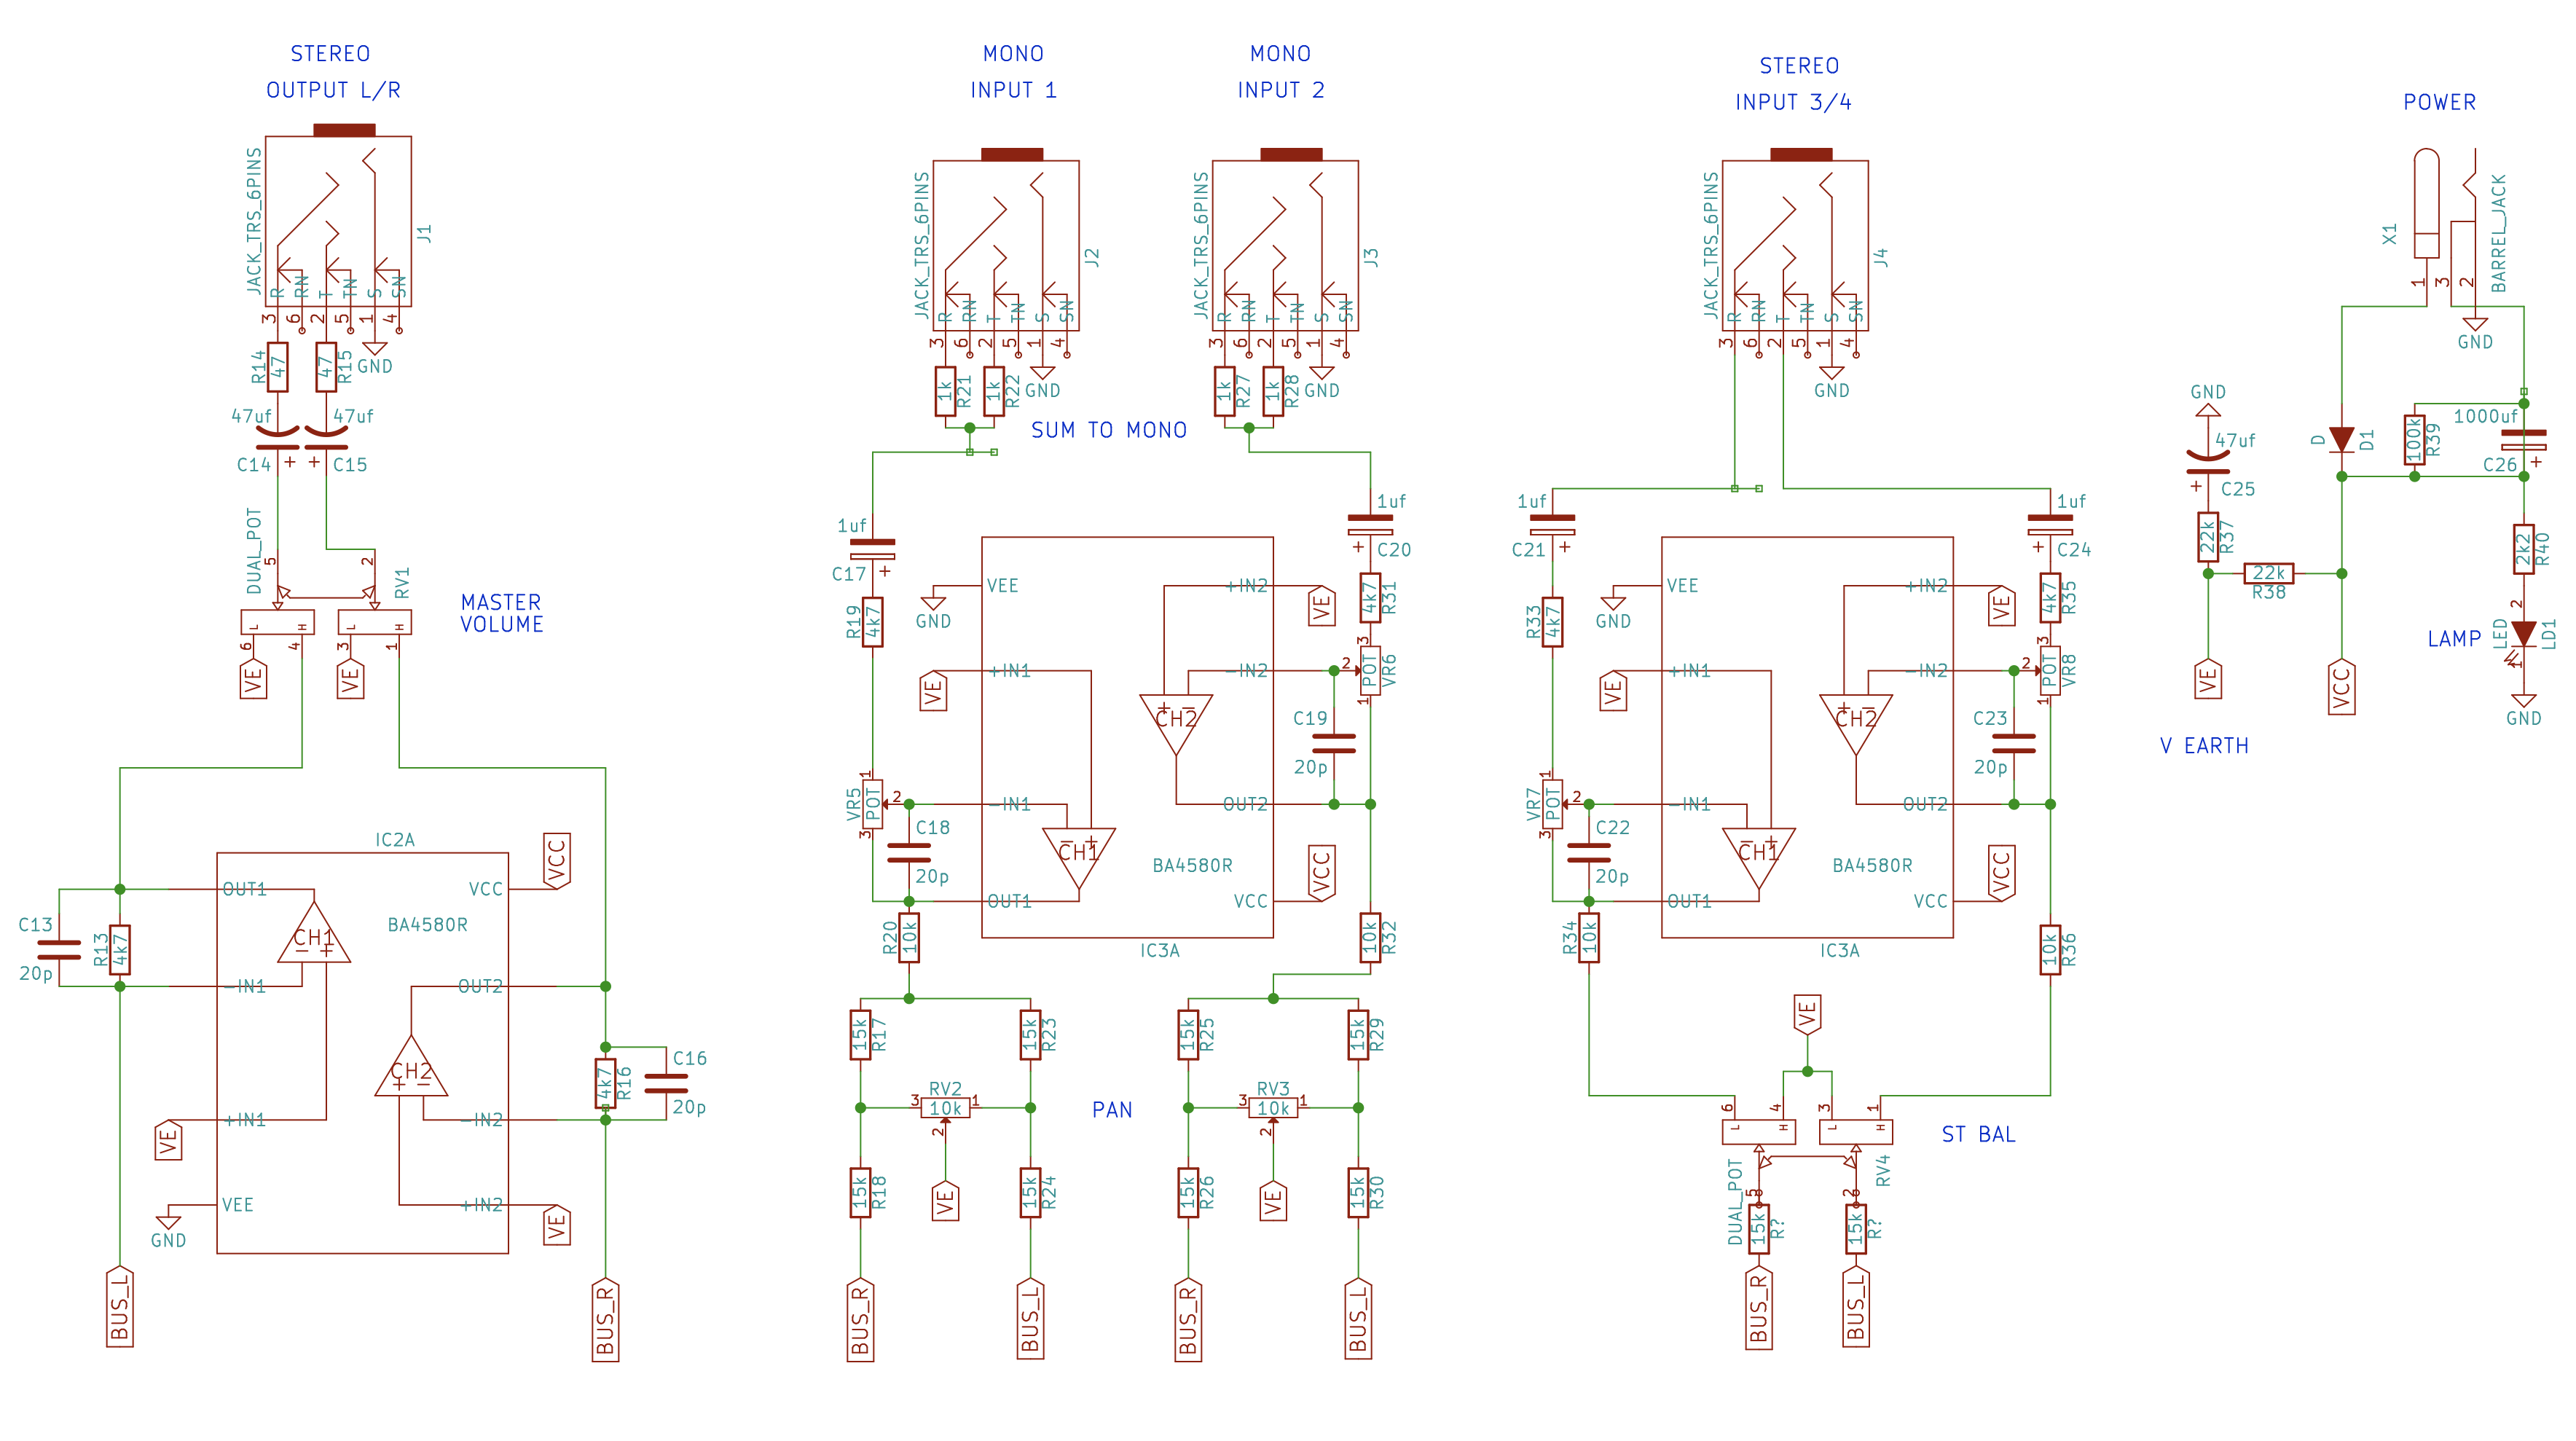 STEREO
OUTPUT L/R
JACK_TRS_6PINS
J1
R
RN
T
TN
S
SN
3
6
2
5
1
4
R14
47
47
R15
GND
47uf
47uf
C14
+
+
C15
DUAL_POT
5
2
RV1
L
H
L
H
6
4
3
1
VE
VE
MASTER
VOLUME
IC2A
VCC
OUT1
VCC
C13
20p
R13
4k7
CH1
- +
BA4580R
-IN1
OUT2
CH2
+ -
4k7
R16
C16
20p
VE
+IN1
-IN2
VEE
GND
+IN2
VE
BUS_L
BUS_R
MONO
INPUT 1
JACK_TRS_6PINS
J2
R
RN
T
TN
S
SN
3
6
2
5
1
4
1k
R21
1k
R22
GND
SUM TO MONO
MONO
INPUT 2
JACK_TRS_6PINS
J3
R
RN
T
TN
S
SN
3
6
2
5
1
4
1k
R27
1k
R28
GND
1uf
C17
+
R19
4k7
1uf
+
C20
4k7
R31
VEE
GND
+IN2
VE
VE
+IN1
-IN2
3
2
POT
VR6
1
+ -
CH2
C19
20p
1
VR5
POT
2
3
-IN1
OUT2
C18
20p
- +
CH1
BA4580R
VCC
OUT1
VCC
IC3A
R20
10k
10k
R32
15k
R17
15k
R23
RV2
3
10k
1
2
15k
R18
VE
15k
R24
BUS_R
BUS_L
PAN
15k
R25
15k
R29
RV3
3
10k
1
2
15k
R26
VE
15k
R30
BUS_R
BUS_L
STEREO
INPUT 3/4
JACK_TRS_6PINS
J4
R
RN
T
TN
S
SN
3
6
2
5
1
4
GND
1uf
C21
+
R33
4k7
1uf
+
C24
4k7
R35
VEE
GND
+IN2
VE
VE
+IN1
-IN2
3
2
POT
VR8
1
+ -
CH2
C23
20p
1
VR7
POT
2
3
-IN1
OUT2
C22
20p
- +
CH1
BA4580R
VCC
OUT1
VCC
IC3A
R34
10k
10k
R36
VE
6
4
3
1
L
H
L
H
ST BAL
DUAL_POT
RV4
5
2
15k
R?
15k
R?
BUS_R
BUS_L
POWER
X1
BARREL_JACK
1
3
2
GND
GND
47uf
+
C25
22k
R37
22k
R38
D
D1
100k
R39
1000uf
C26
+
2k2
R40
2
LAMP
LED
LD1
1
GND
VE
VCC
V EARTH